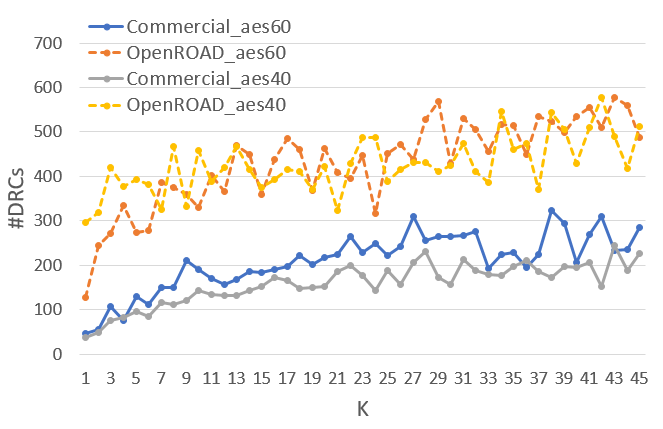 Commercial_aes60
700
OpenROAD_aes60
Commercial_aes40
600
OpenROAD_aes40
500
400
#DRCs
300
200
100
0
1 3 5 7 9 11 13 15 17 19 21 23 25 27 29 31 33 35 37 39 41 43 45
K